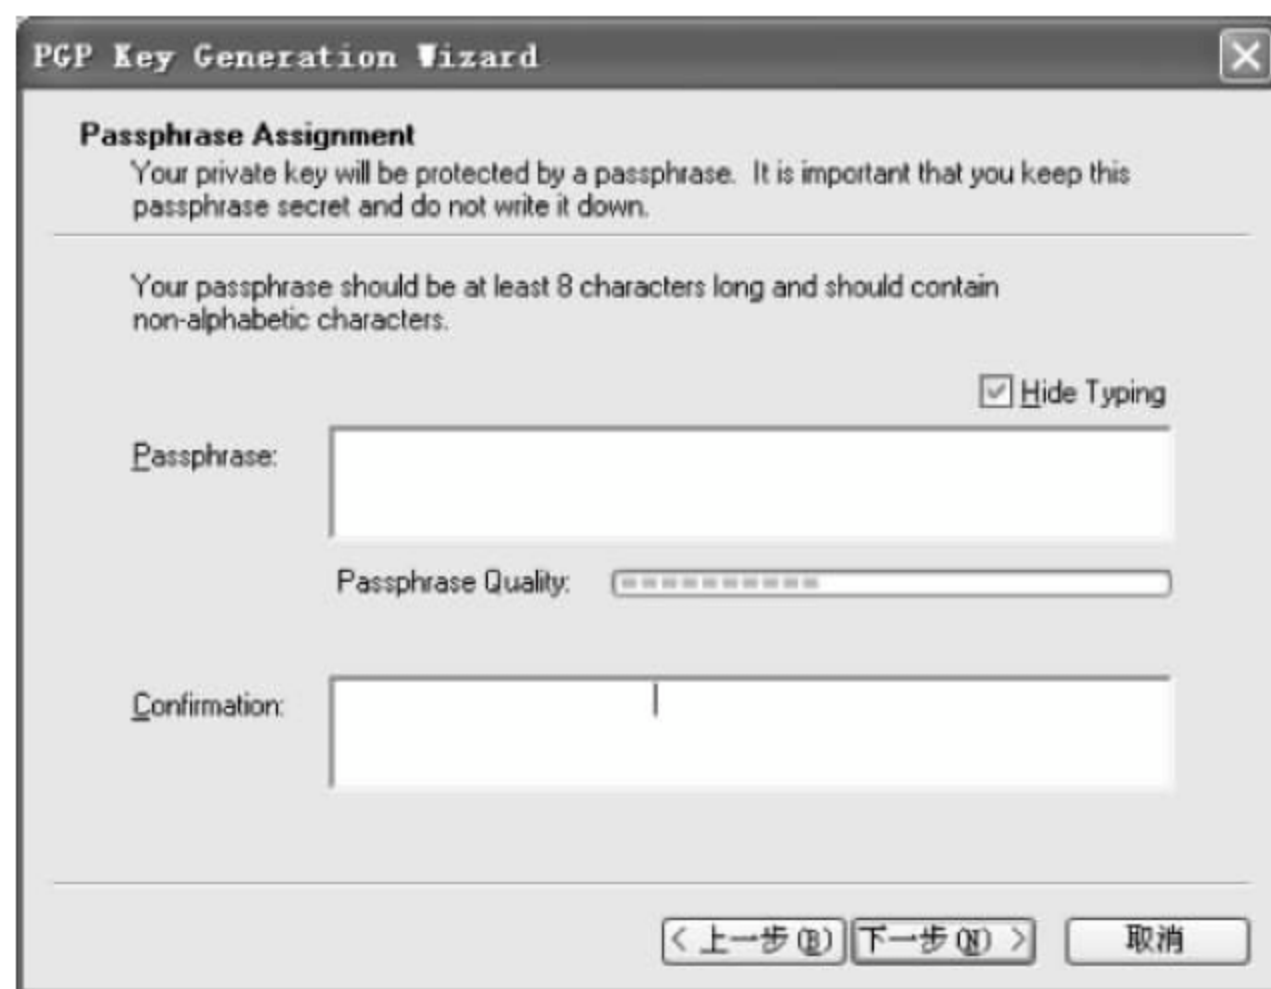 PGP Key Generation Wizard
Passphrase Assignment
Your private key will be protected by a passphrase. It is important that you keep this
passphrase secret and do not write it down.
Your passphrase should be at least 8 characters long and should contain
non-alphabetic characters.
Hide Typing
Passphrase:
Passphrase Quality:
Confirmation:
< 上一步(B) 下一步(N) > 取消